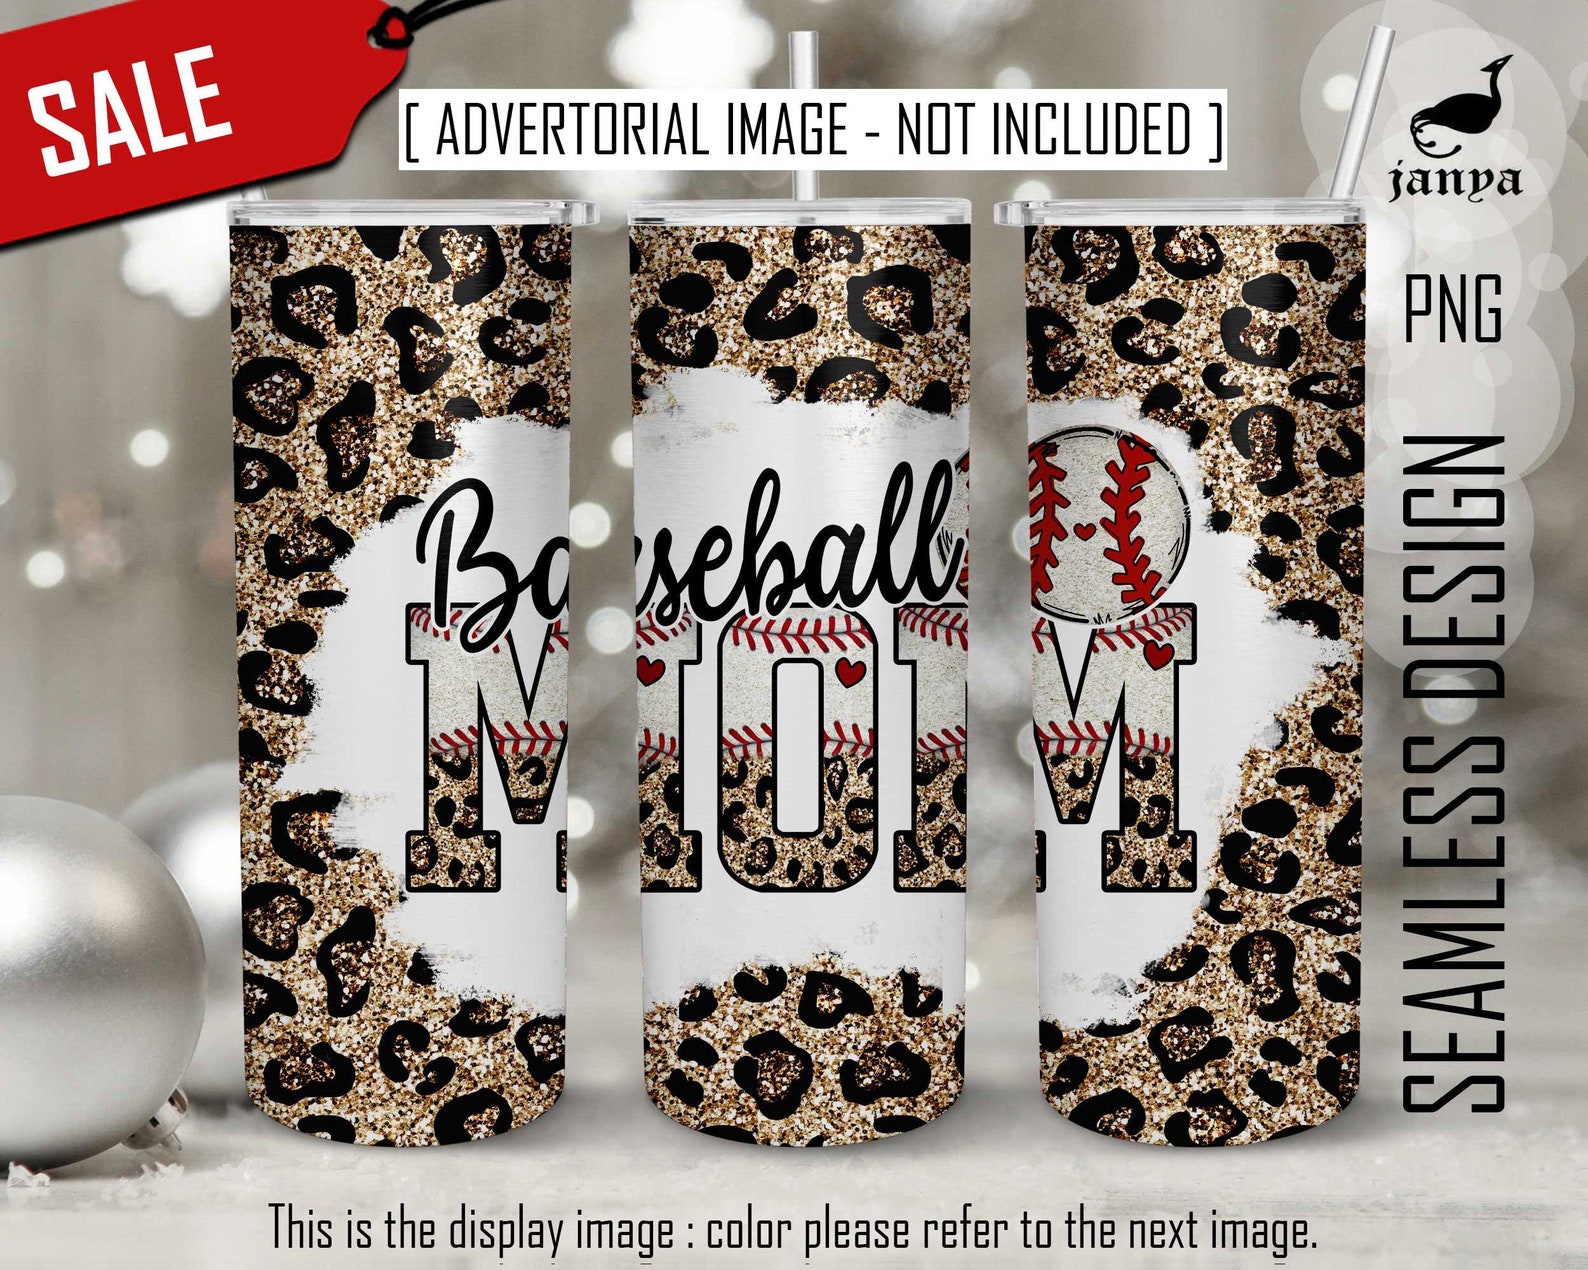 SALE
[ ADVERTORIAL IMAGE - NOT INCLUDED ]
janya
PNG
SEAMLESS DESIGN
Baseball
MOM
This is the display image : color please refer to the next image.